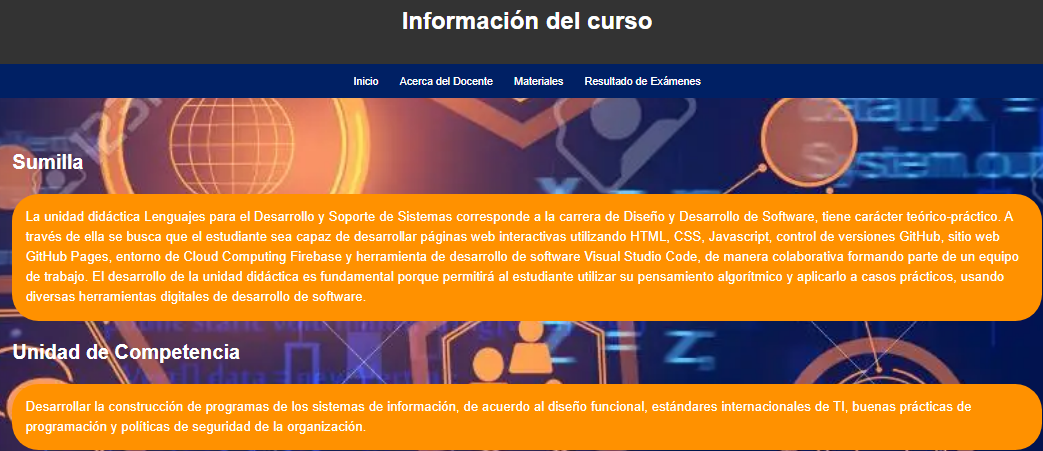 Información del curso
Inicio Acerca del Docente Materiales Resultado de Exámenes
Sumilla
La unidad didáctica Lenguajes para el Desarrollo y Soporte de Sistemas corresponde a la carrera de Diseño y Desarrollo de Software, tiene carácter teórico-práctico. A
través de ella se busca que el estudiante sea capaz de desarrollar páginas web interactivas utilizando HTML, CSS, Javascript, control de versiones GitHub, sitio web
GitHub Pages, entorno de Cloud Computing Firebase y herramienta de desarrollo de software Visual Studio Code, de manera colaborativa formando parte de un equipo
de trabajo. El desarrollo de la unidad didáctica es fundamental porque permitirá al estudiante utilizar su pensamiento algorítmico y aplicarlo a casos prácticos, usando
diversas herramientas digitales de desarrollo de software.
Unidad de Competencia
Desarrollar la construcción de programas de los sistemas de información, de acuerdo al diseño funcional, estándares internacionales de TI, buenas prácticas de
programación y políticas de seguridad de la organización.